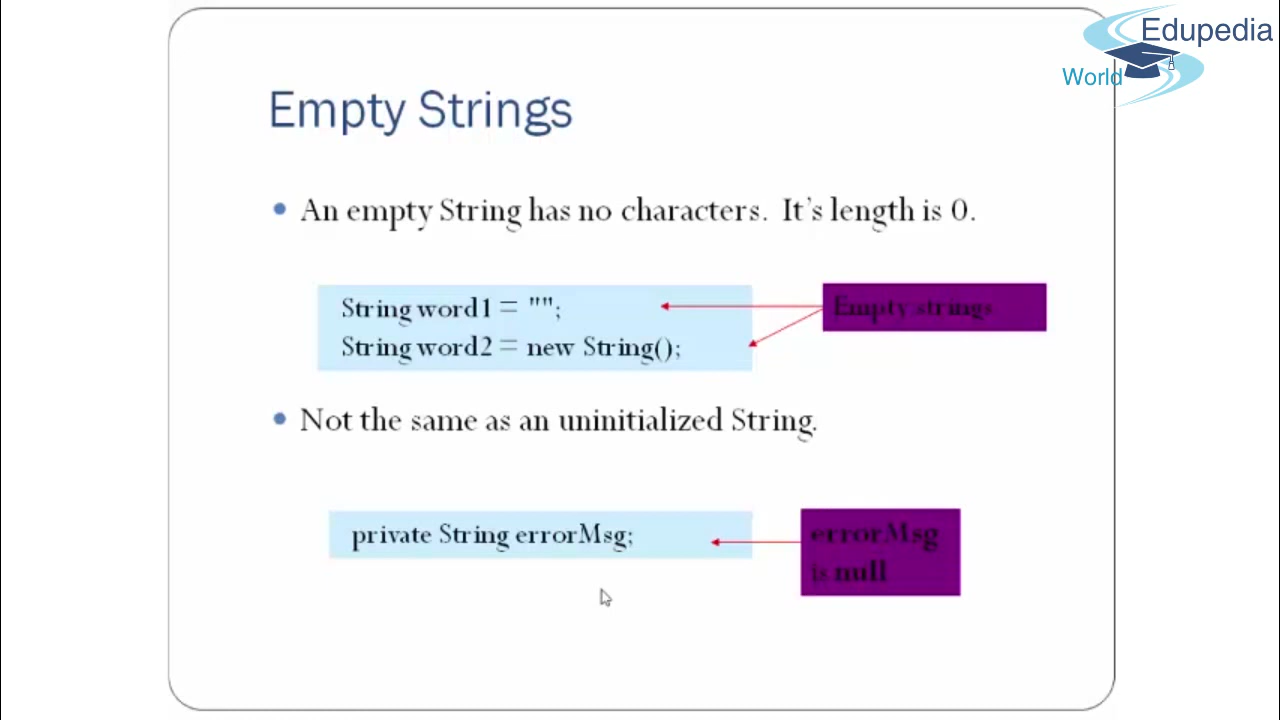 Edupedia
World
Empty Strings
• An empty String has no characters. It’s length is 0.
String word1 = "";
Empty strings
String word2 = new String();
• Not the same as an uninitialized String.
private String errorMsg;
errorMsg
is null